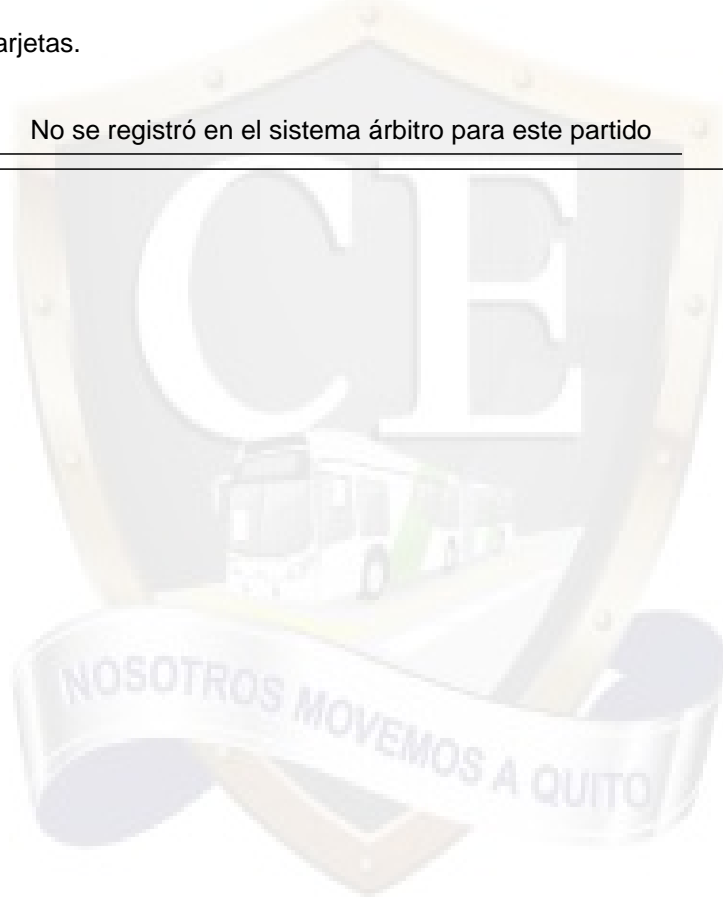 arjetas.
No se registró en el sistema árbitro para este partido
CE
NOSOTROS MOVEMOS A QUITO